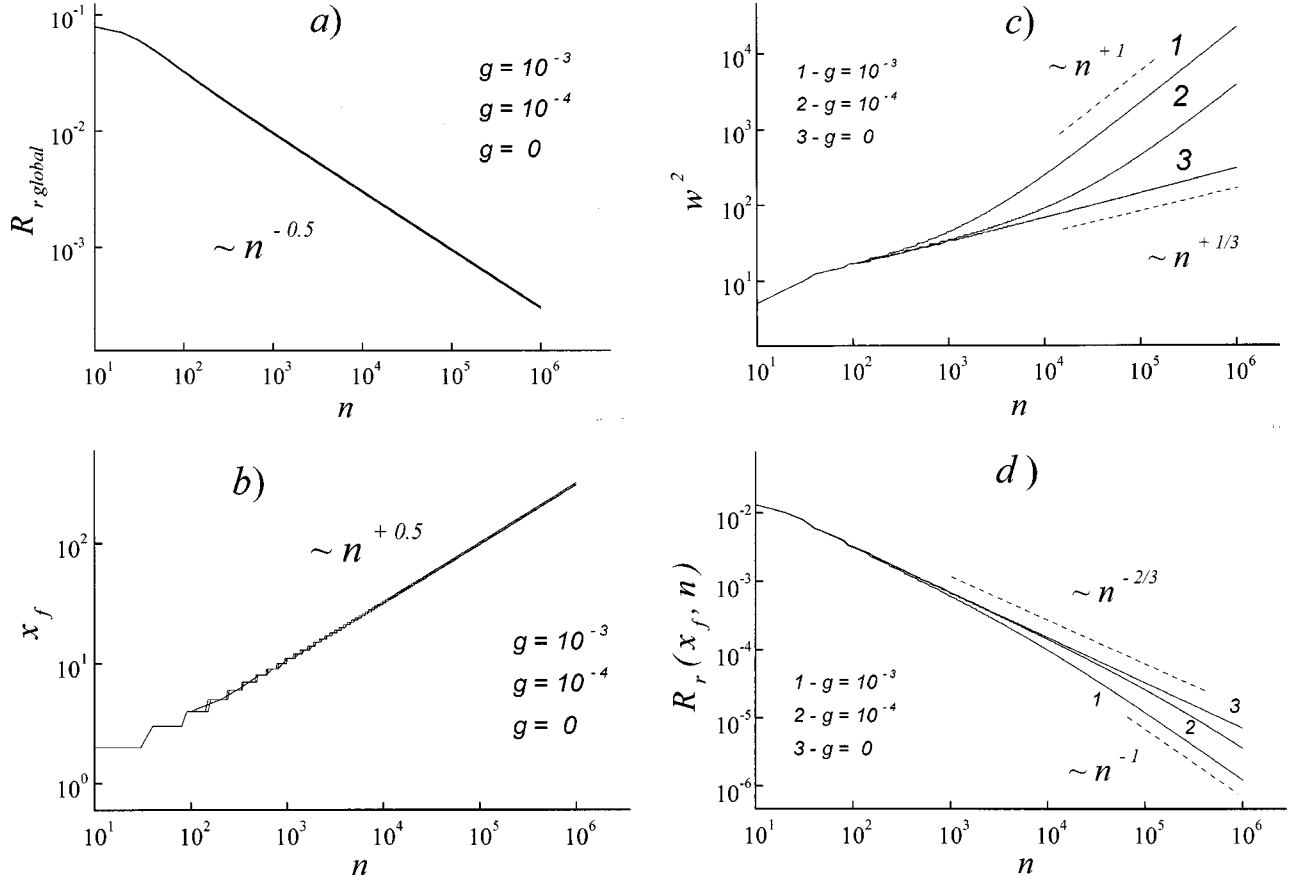 a)
10^-1
10^-2
10^-3
R_r global
g = 10^-3
g = 10^-4
g = 0
~ n^-0.5
10^1 10^2 10^3 10^4 10^5 10^6
n
c)
10^4
10^3
10^2
10^1
w^2
1 - g = 10^-3
2 - g = 10^-4
3 - g = 0
~ n^+1
1
2
3
~ n^+1/3
10^1 10^2 10^3 10^4 10^5 10^6
n
b)
10^2
10^1
10^0
x_f
~ n^+0.5
g = 10^-3
g = 10^-4
g = 0
10^1 10^2 10^3 10^4 10^5 10^6
n
d)
10^-2
10^-3
10^-4
10^-5
10^-6
R_r (x_f, n)
~ n^-2/3
1 - g = 10^-3
2 - g = 10^-4
3 - g = 0
1
2
3
~ n^-1
10^1 10^2 10^3 10^4 10^5 10^6
n